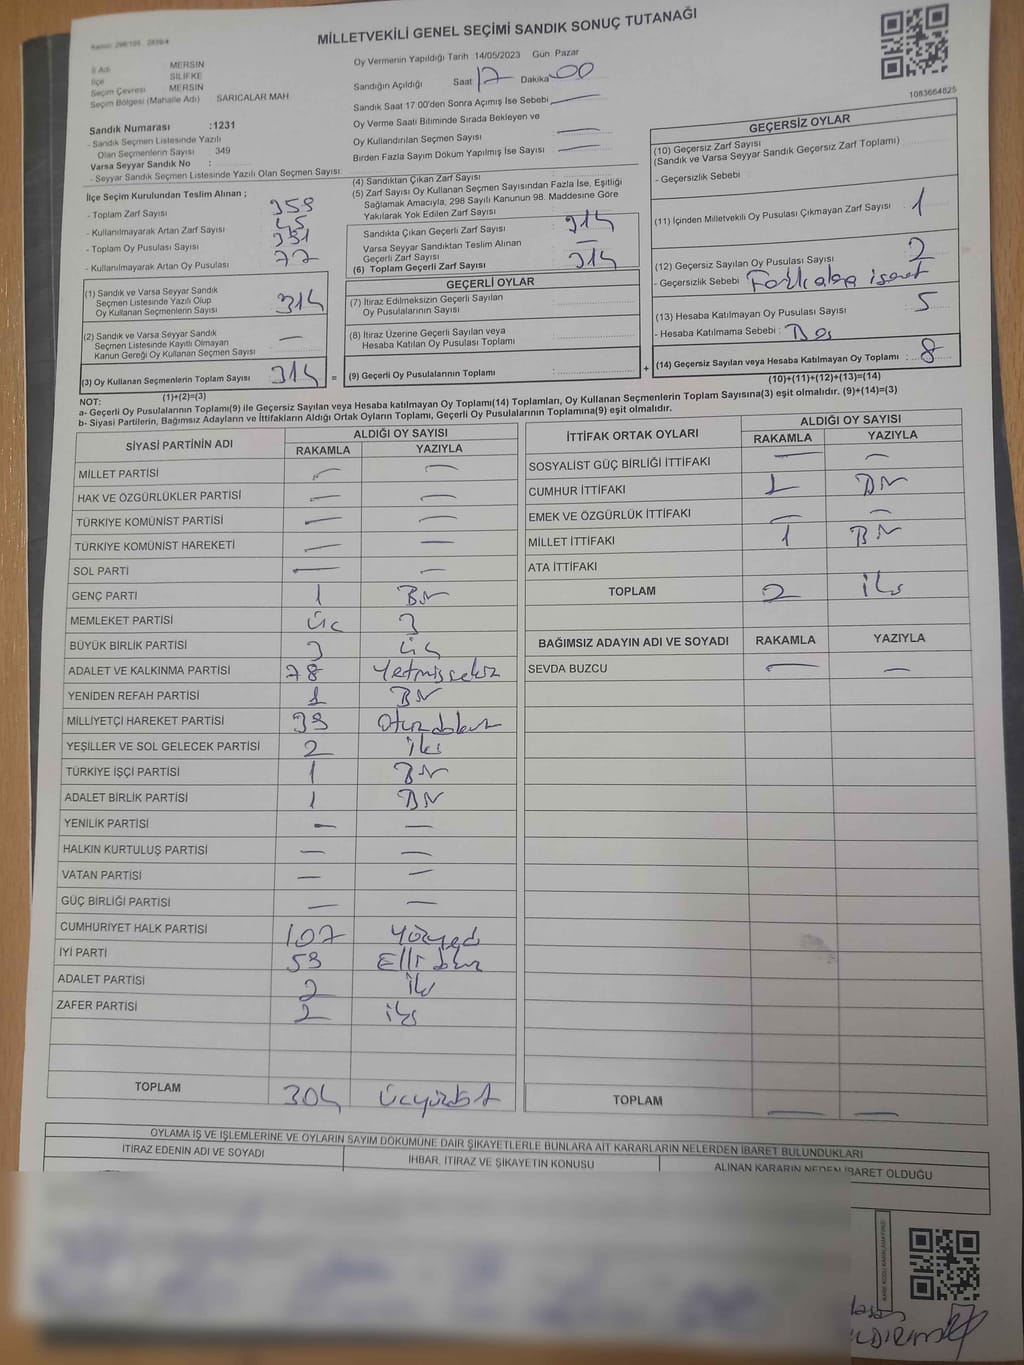 MİLLETVEKİLİ GENEL SEÇİMİ SANDIK SONUÇ TUTANAĞI
İl Adı MERSİN
İlçe SİLİFKE
Seçim Çevresi MERSİN
Seçim Bölgesi (Mahalle Adı) SARICALAR MAH
Sandık Numarası :1231
- Sandık Seçmen Listesinde Yazılı
Olan Seçmenlerin Sayısı : 349
Varsa Seyyar Sandık No :
- Seyyar Sandık Seçmen Listesinde Yazılı Olan Seçmen Sayısı:
Oy Vermenin Yapıldığı Tarih :14/05/2023 Gün: Pazar
Sandığın Açıldığı Saat 17 Dakika 00
Sandık Saat 17:00'den Sonra Açımış İse Sebebi —
Oy Verme Saati Bitiminde Sırada Bekleyen ve
Oy Kullandırılan Seçmen Sayısı : —
Birden Fazla Sayım Döküm Yapılmış İse Sayısı : —
1083664625
İlçe Seçim Kurulundan Teslim Alınan ;
- Toplam Zarf Sayısı : 359
- Kullanılmayarak Artan Zarf Sayısı : 45
- Toplam Oy Pusulası Sayısı : 391
- Kullanılmayarak Artan Oy Pusulası : 77
(1) Sandık ve Varsa Seyyar Sandık
Seçmen Listesinde Yazılı Olup
Oy Kullanan Seçmenlerin Sayısı : 314
(2) Sandık ve Varsa Seyyar Sandık
Seçmen Listesinde Kayıtlı Olmayan
Kanun Gereği Oy Kullanan Seçmen Sayısı : —
(3) Oy Kullanan Seçmenlerin Toplam Sayısı : 314
(1)+(2)=(3)
(4) Sandıktan Çıkan Zarf Sayısı :
(5) Zarf Sayısı Oy Kullanan Seçmen Sayısından Fazla İse, Eşitliği
Sağlamak Amacıyla, 298 Sayılı Kanunun 98. Maddesine Göre
Yakılarak Yok Edilen Zarf Sayısı :
Sandıkta Çıkan Geçerli Zarf Sayısı : 314
Varsa Seyyar Sandıktan Teslim Alınan
Geçerli Zarf Sayısı : —
(6) Toplam Geçerli Zarf Sayısı : 314
GEÇERLİ OYLAR
(7) İtiraz Edilmeksizin Geçerli Sayılan
Oy Pusulasının Sayısı :
(8) İtiraz Üzerine Geçerli Sayılan veya
Hesaba Katılan Oy Pusulası Toplamı :
= (9) Geçerli Oy Pusulalarının Toplamı : +
GEÇERSİZ OYLAR
(10) Geçersiz Zarf Sayısı
(Sandık ve Varsa Seyyar Sandık Geçersiz Zarf Toplamı) :
- Geçersizlik Sebebi :
(11) İçinden Milletvekili Oy Pusulası Çıkmayan Zarf Sayısı : 1
(12) Geçersiz Sayılan Oy Pusulası Sayısı : 2
- Geçersizlik Sebebi : işaret
(13) Hesaba Katılmayan Oy Pusulası Sayısı : 5
- Hesaba Katılmama Sebebi :
(14) Geçersiz Sayılan veya Hesaba Katılmayan Oy Toplamı : 8
(10)+(11)+(12)+(13)=(14)
NOT:
a- Geçerli Oy Pusulalarının Toplamı(9) ile Geçersiz Sayılan veya Hesaba katılmayan Oy Toplamı(14) Toplamları, Oy Kullanan Seçmenlerin Toplam Sayısına(3) eşit olmalıdır. (9)+(14)=(3)
b- Siyasi Partilerin, Bağımsız Adayların ve İttifakların Aldığı Ortak Oyların Toplamı, Geçerli Oy Pusulalarının Toplamına(9) eşit olmalıdır.
SİYASİ PARTİNİN ADI ALDIĞI OY SAYISI
RAKAMLA YAZIYLA
MİLLET PARTİSİ — —
HAK VE ÖZGÜRLÜKLER PARTİSİ — —
TÜRKİYE KOMÜNİST PARTİSİ — —
TÜRKİYE KOMÜNİST HAREKETİ — —
SOL PARTİ — —
GENÇ PARTİ 1 Bir
MEMLEKET PARTİSİ Üç 3
BÜYÜK BİRLİK PARTİSİ 3 Üç
ADALET VE KALKINMA PARTİSİ 78 Yetmişsekiz
YENİDEN REFAH PARTİSİ 1 Bir
MİLLİYETÇİ HAREKET PARTİSİ 39 Otuzdokuz
YEŞİLLER VE SOL GELECEK PARTİSİ 2 İki
TÜRKİYE İŞÇİ PARTİSİ 1 Bir
ADALET BİRLİK PARTİSİ 1 Bir
YENİLİK PARTİSİ — —
HALKIN KURTULUŞ PARTİSİ — —
VATAN PARTİSİ — —
GÜÇ BİRLİĞİ PARTİSİ — —
CUMHURİYET HALK PARTİSİ 107 Yüzyedi
İYİ PARTİ 59 Elli dokuz
ADALET PARTİSİ 2 iki
ZAFER PARTİSİ 2 iki
TOPLAM 304 Üçyüzdört
İTTİFAK ORTAK OYLARI ALDIĞI OY SAYISI
RAKAMLA YAZIYLA
SOSYALİST GÜÇ BİRLİĞİ İTTİFAKI — —
CUMHUR İTTİFAKI 1 Bir
EMEK VE ÖZGÜRLÜK İTTİFAKI — —
MİLLET İTTİFAKI 1 Bir
ATA İTTİFAKI
TOPLAM 2 iki
BAĞIMSIZ ADAYIN ADI VE SOYADI RAKAMLA YAZIYLA
SEVDA BUZCU — —
TOPLAM — —
OYLAMA İŞ VE İŞLEMLERİNE VE OYLARIN SAYIM DÖKÜMÜNE DAİR ŞİKAYETLERLE BUNLARA AİT KARARLARIN NELERDEN İBARET BULUNDUKLARI
İTİRAZ EDENİN ADI VE SOYADI İHBAR, İTİRAZ VE ŞİKAYETİN KONUSU ALINAN KARARIN NEDEN İBARET OLDUĞU